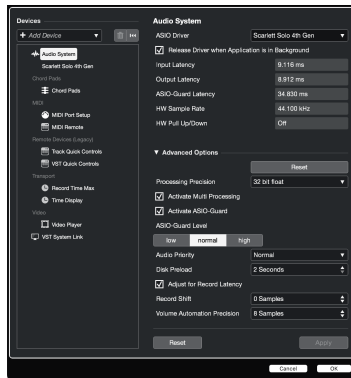 Devices
Audio System
+ Add Device
ASIO Driver
Scarlett Solo 4th Gen
Release Driver when Application is in Background
Audio System
Scarlett Solo 4th Gen
Chord Pads
Chord Pads
MIDI
MIDI Port Setup
MIDI Remote
Remote Devices (Legacy)
Track Quick Controls
VST Quick Controls
Transport
Record Time Max
Time Display
Video
Video Player
VST System Link
Input Latency
9.116 ms
Output Latency
8.912 ms
ASIO-Guard Latency
34.830 ms
HW Sample Rate
44.100 kHz
HW Pull Up/Down
Off
Advanced Options
Reset
Processing Precision
32 bit float
Activate Multi Processing
Activate ASIO-Guard
ASIO-Guard Level
low normal high
Audio Priority
Normal
Disk Preload
2 Seconds
Adjust for Record Latency
Record Shift
0 Samples
Volume Automation Precision
8 Samples
Reset
Apply
Cancel
OK